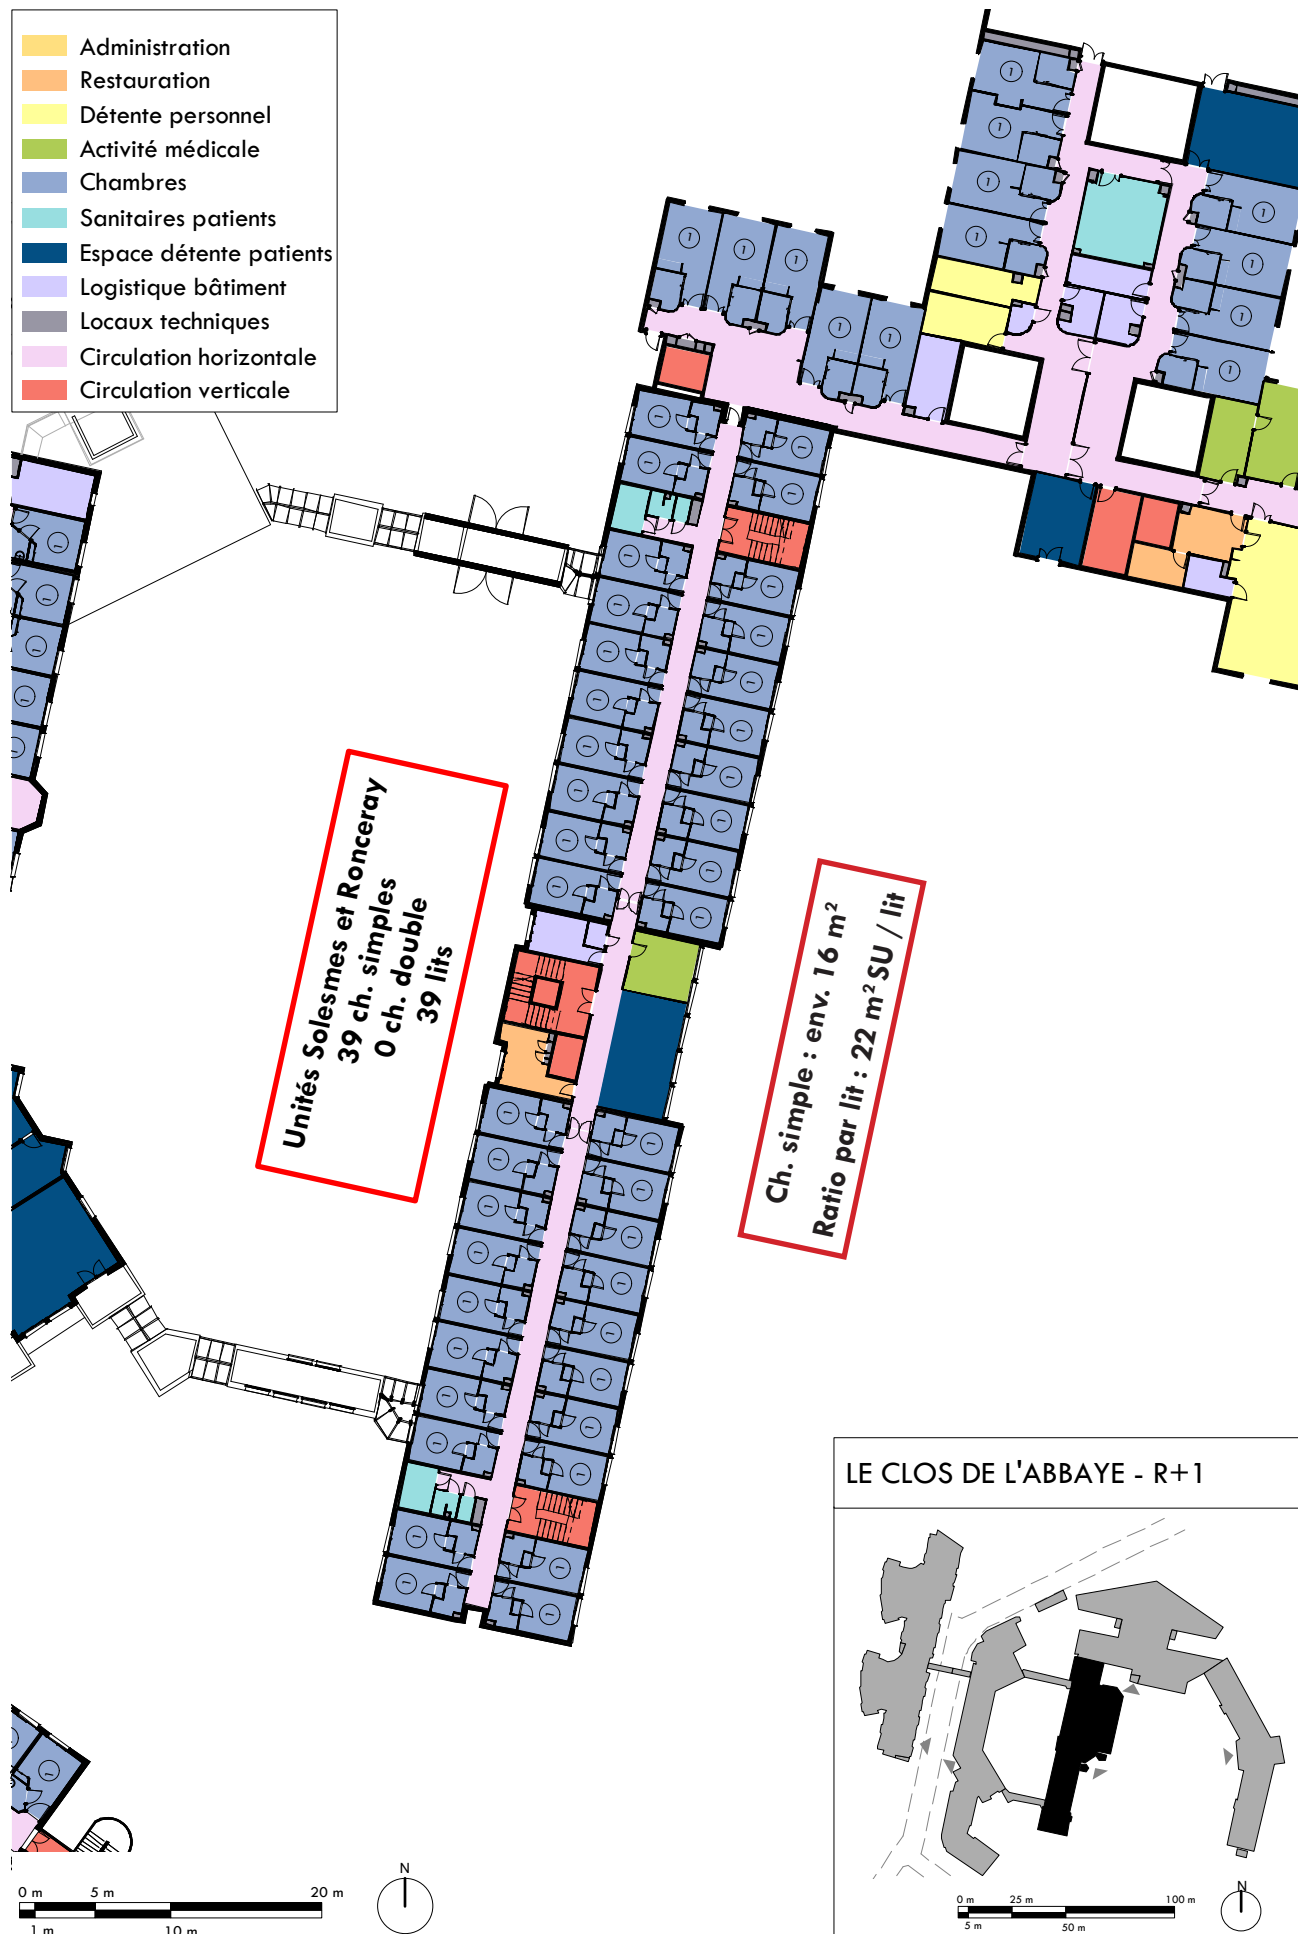 Administration
Restauration
Détente personnel
Activité médicale
Chambres
Sanitaires patients
Espace détente patients
Logistique bâtiment
Locaux techniques
Circulation horizontale
Circulation verticale
Unités Solesmes et Ronceray
39 ch. simples
0 ch. double
39 lits
Ch. simple : env. 16 m²
Ratio par lit : 22 m² SU / lit
LE CLOS DE L'ABBAYE - R+1
0 m 5 m 20 m
1 m 10 m
N
N
0 m 25 m 100 m
5 m 50 m